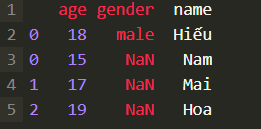 1 age gender name
2 0 18 male Hiếu
3 0 15 NaN Nam
4 1 17 NaN Mai
5 2 19 NaN Hoa